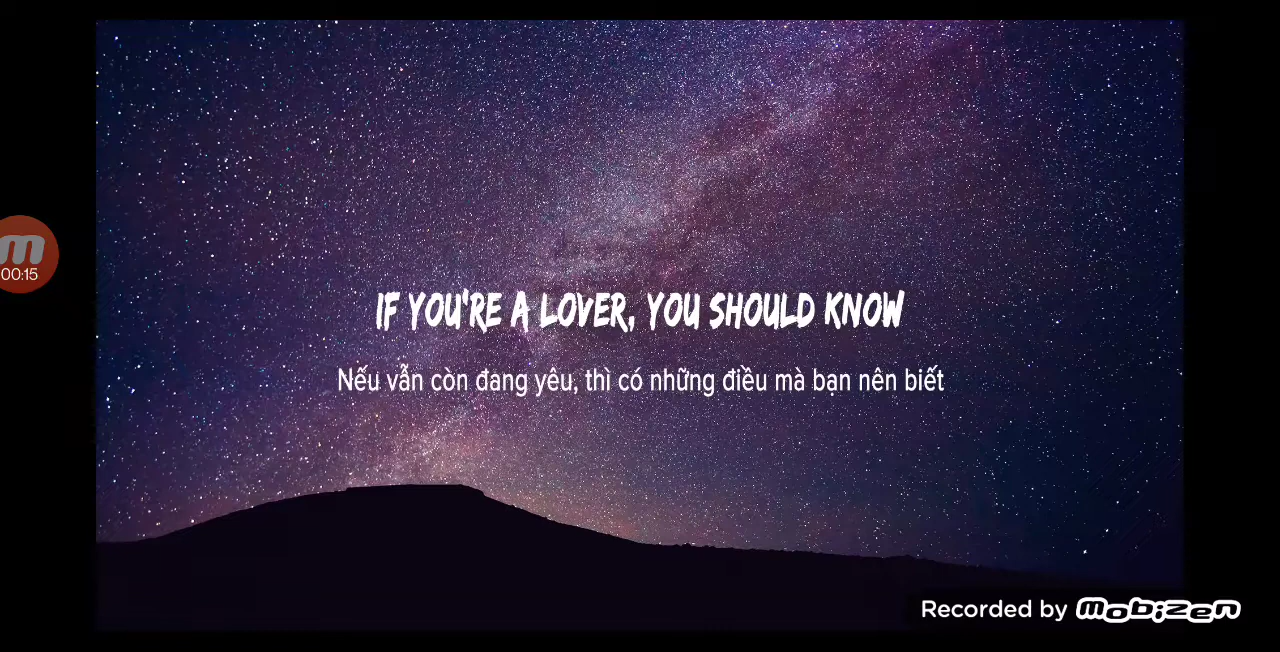 IF YOU'RE A LOVER, YOU SHOULD KNOW
Nếu vẫn còn đang yêu, thì có những điều mà bạn nên biết
m
00:15
Recorded by mobizen